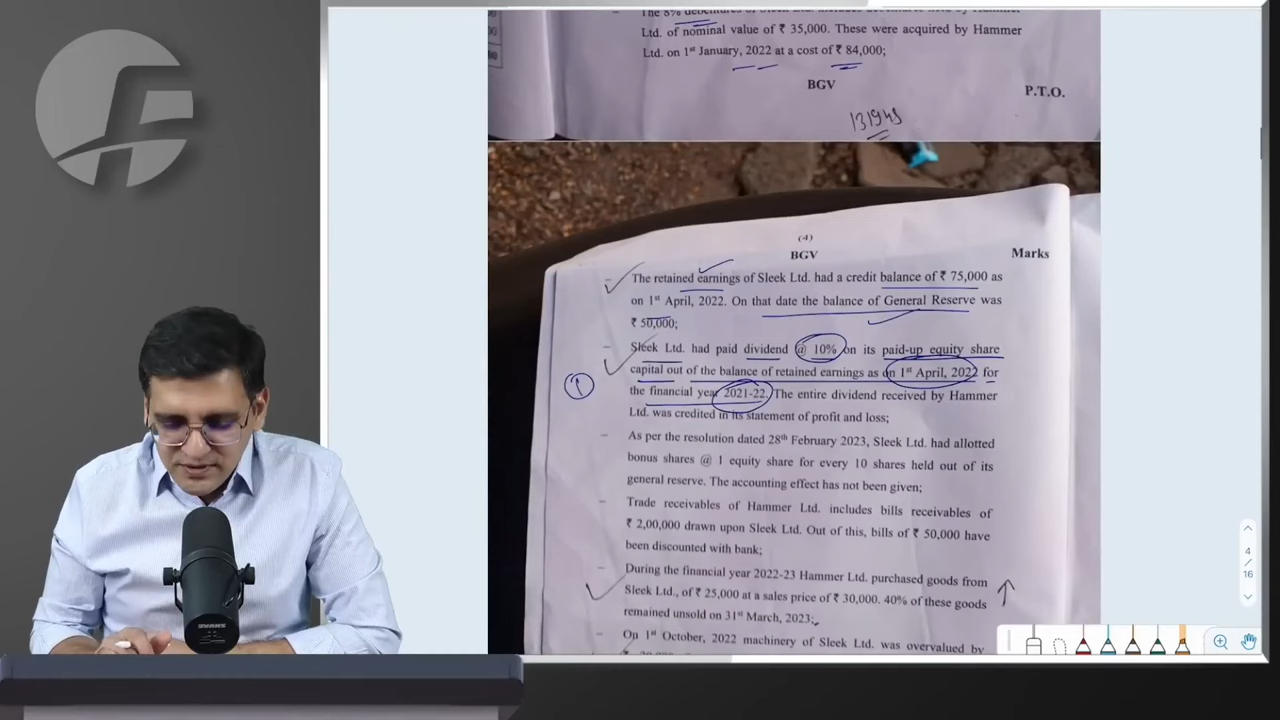 The 8% debentures of Sleek Ltd. includes debentures held by Hammer
Ltd. of nominal value of ₹ 35,000. These were acquired by Hammer
Ltd. on 1st January, 2022 at a cost of ₹ 84,000;
BGV
P.T.O.
131948
(4)
BGV
Marks
– The retained earnings of Sleek Ltd. had a credit balance of ₹ 75,000 as
on 1st April, 2022. On that date the balance of General Reserve was
₹ 50,000;
– Sleek Ltd. had paid dividend @ 10% on its paid-up equity share
capital out of the balance of retained earnings as on 1st April, 2022 for
the financial year 2021-22. The entire dividend received by Hammer
Ltd. was credited in its statement of profit and loss;
– As per the resolution dated 28th February 2023, Sleek Ltd. had allotted
bonus shares @ 1 equity share for every 10 shares held out of its
general reserve. The accounting effect has not been given;
– Trade receivables of Hammer Ltd. includes bills receivables of
₹ 2,00,000 drawn upon Sleek Ltd. Out of this, bills of ₹ 50,000 have
been discounted with bank;
– During the financial year 2022-23 Hammer Ltd. purchased goods from
Sleek Ltd., of ₹ 25,000 at a sales price of ₹ 30,000. 40% of these goods
remained unsold on 31st March, 2023;
– On 1st October, 2022 machinery of Sleek Ltd. was overvalued by
4
/
16
EVANS